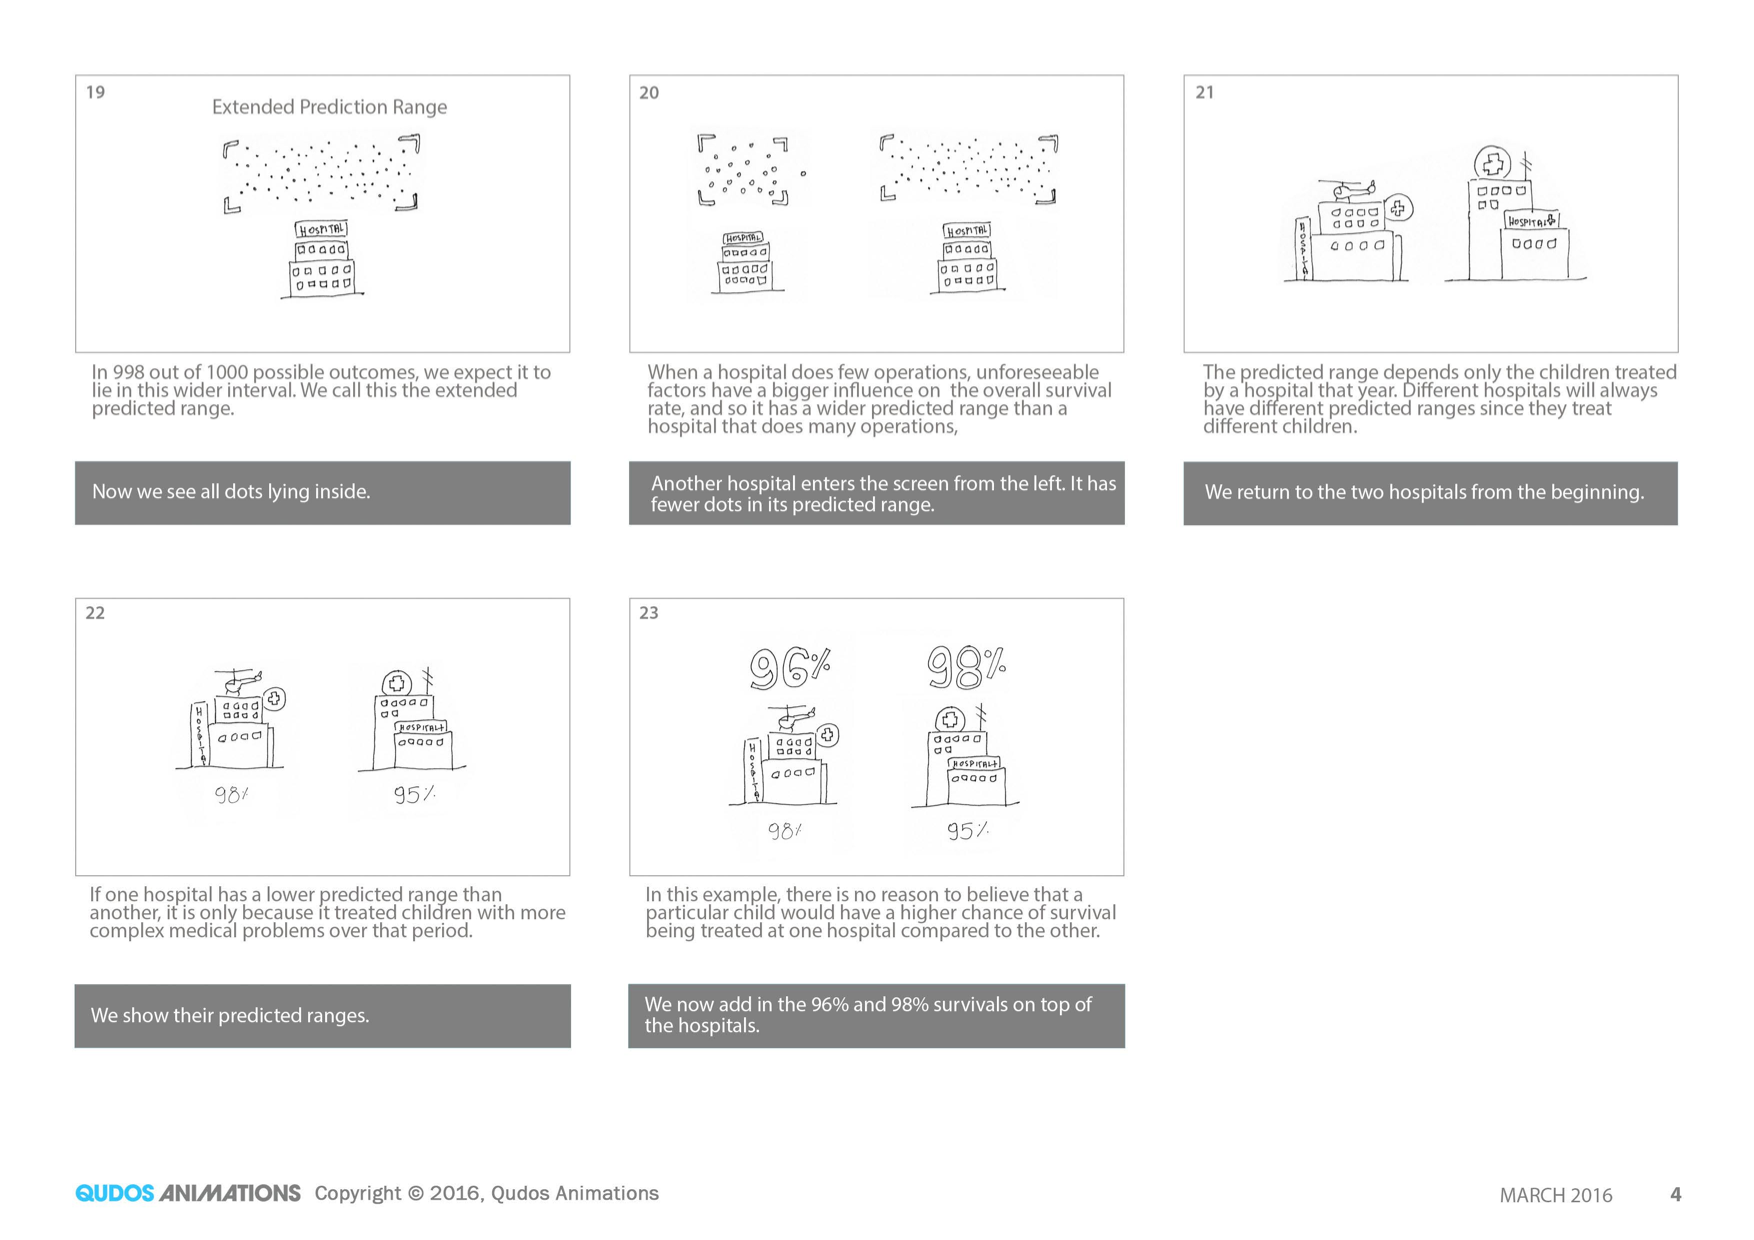 19
Extended Prediction Range
HOSPITAL
In 998 out of 1000 possible outcomes, we expect it to
lie in this wider interval. We call this the extended
predicted range.
Now we see all dots lying inside.
20
HOSPITAL
HOSPITAL
When a hospital does few operations, unforeseeable
factors have a bigger influence on  the overall survival
rate, and so it has a wider predicted range than a
hospital that does many operations,
Another hospital enters the screen from the left. It has
fewer dots in its predicted range.
21
HOSPITAL
HOSPITAL
The predicted range depends only the children treated
by a hospital that year. Different hospitals will always
have different predicted ranges since they treat
different children.
We return to the two hospitals from the beginning.
22
HOSPITAL
HOSPITAL
98%
95%
If one hospital has a lower predicted range than
another, it is only because it treated children with more
complex medical problems over that period.
We show their predicted ranges.
23
96%
98%
HOSPITAL
HOSPITAL
98%
95%
In this example, there is no reason to believe that a
particular child would have a higher chance of survival
being treated at one hospital compared to the other.
We now add in the 96% and 98% survivals on top of
the hospitals.
QUDOS ANIMATIONS Copyright © 2016, Qudos Animations
MARCH 2016 4